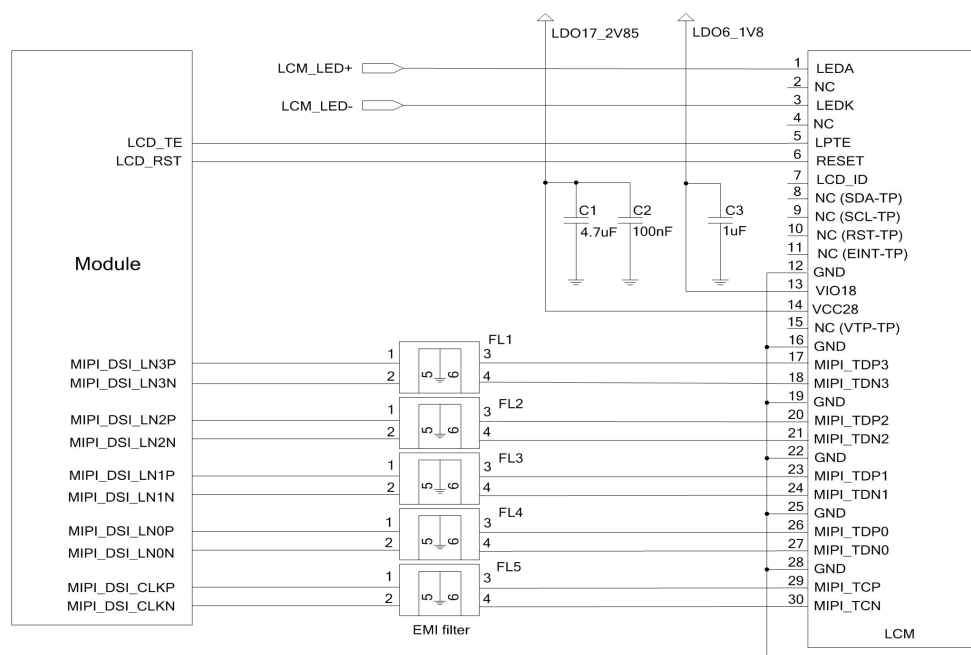 LDO17_2V85
LDO6_1V8
LCM_LED+
LCM_LED-
LCD_TE
LCD_RST
Module
C1
4.7uF
C2
100nF
C3
1uF
MIPI_DSI_LN3P
MIPI_DSI_LN3N
MIPI_DSI_LN2P
MIPI_DSI_LN2N
MIPI_DSI_LN1P
MIPI_DSI_LN1N
MIPI_DSI_LN0P
MIPI_DSI_LN0N
MIPI_DSI_CLKP
MIPI_DSI_CLKN
FL1
1 3
2 5 6 4
FL2
1 3
2 5 6 4
FL3
1 3
2 5 6 4
FL4
1 3
2 5 6 4
FL5
1 3
2 5 6 4
EMI filter
1 LEDA
2 NC
3 LEDK
4 NC
5 LPTE
6 RESET
7 LCD_ID
8 NC (SDA-TP)
9 NC (SCL-TP)
10 NC (RST-TP)
11 NC (EINT-TP)
12 GND
13 VIO18
14 VCC28
15 NC (VTP-TP)
16 GND
17 MIPI_TDP3
18 MIPI_TDN3
19 GND
20 MIPI_TDP2
21 MIPI_TDN2
22 GND
23 MIPI_TDP1
24 MIPI_TDN1
25 GND
26 MIPI_TDP0
27 MIPI_TDN0
28 GND
29 MIPI_TCP
30 MIPI_TCN
LCM